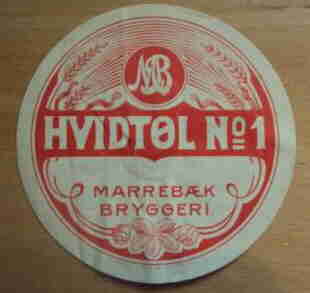 MB
HVIDTØL No 1
MARREBÆK
BRYGGERI